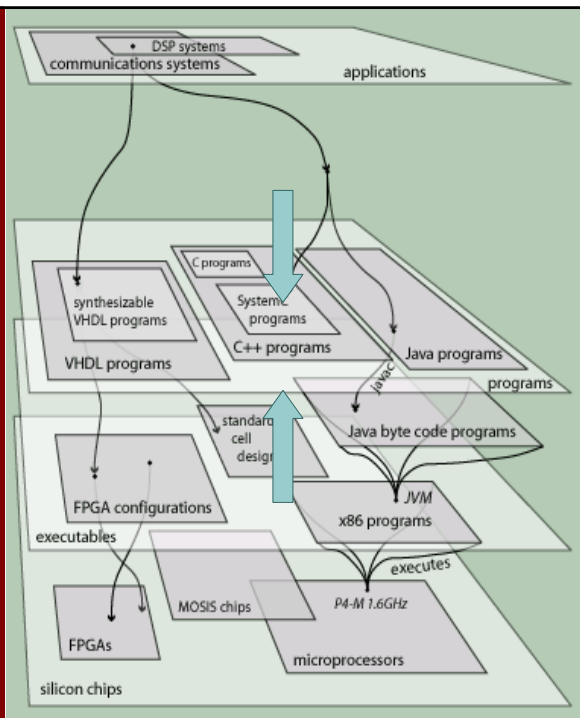 DSP systems
communications systems
applications
C programs
synthesizable
VHDL programs
programs
VHDL programs
C++ programs
Java programs
programs
javac
standard
cell
Java byte code programs
FPGA configurations
JVM
x86 programs
executables
executes
MOSIS chips
P4-M 1.6GHz
FPGAs
microprocessors
silicon chips